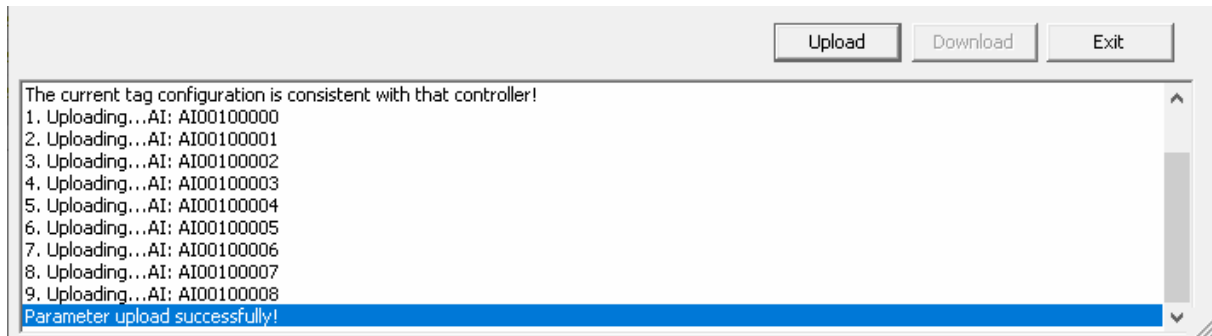 Upload Download Exit
The current tag configuration is consistent with that controller!
1. Uploading...AI: AI00100000
2. Uploading...AI: AI00100001
3. Uploading...AI: AI00100002
4. Uploading...AI: AI00100003
5. Uploading...AI: AI00100004
6. Uploading...AI: AI00100005
7. Uploading...AI: AI00100006
8. Uploading...AI: AI00100007
9. Uploading...AI: AI00100008
Parameter upload successfully!